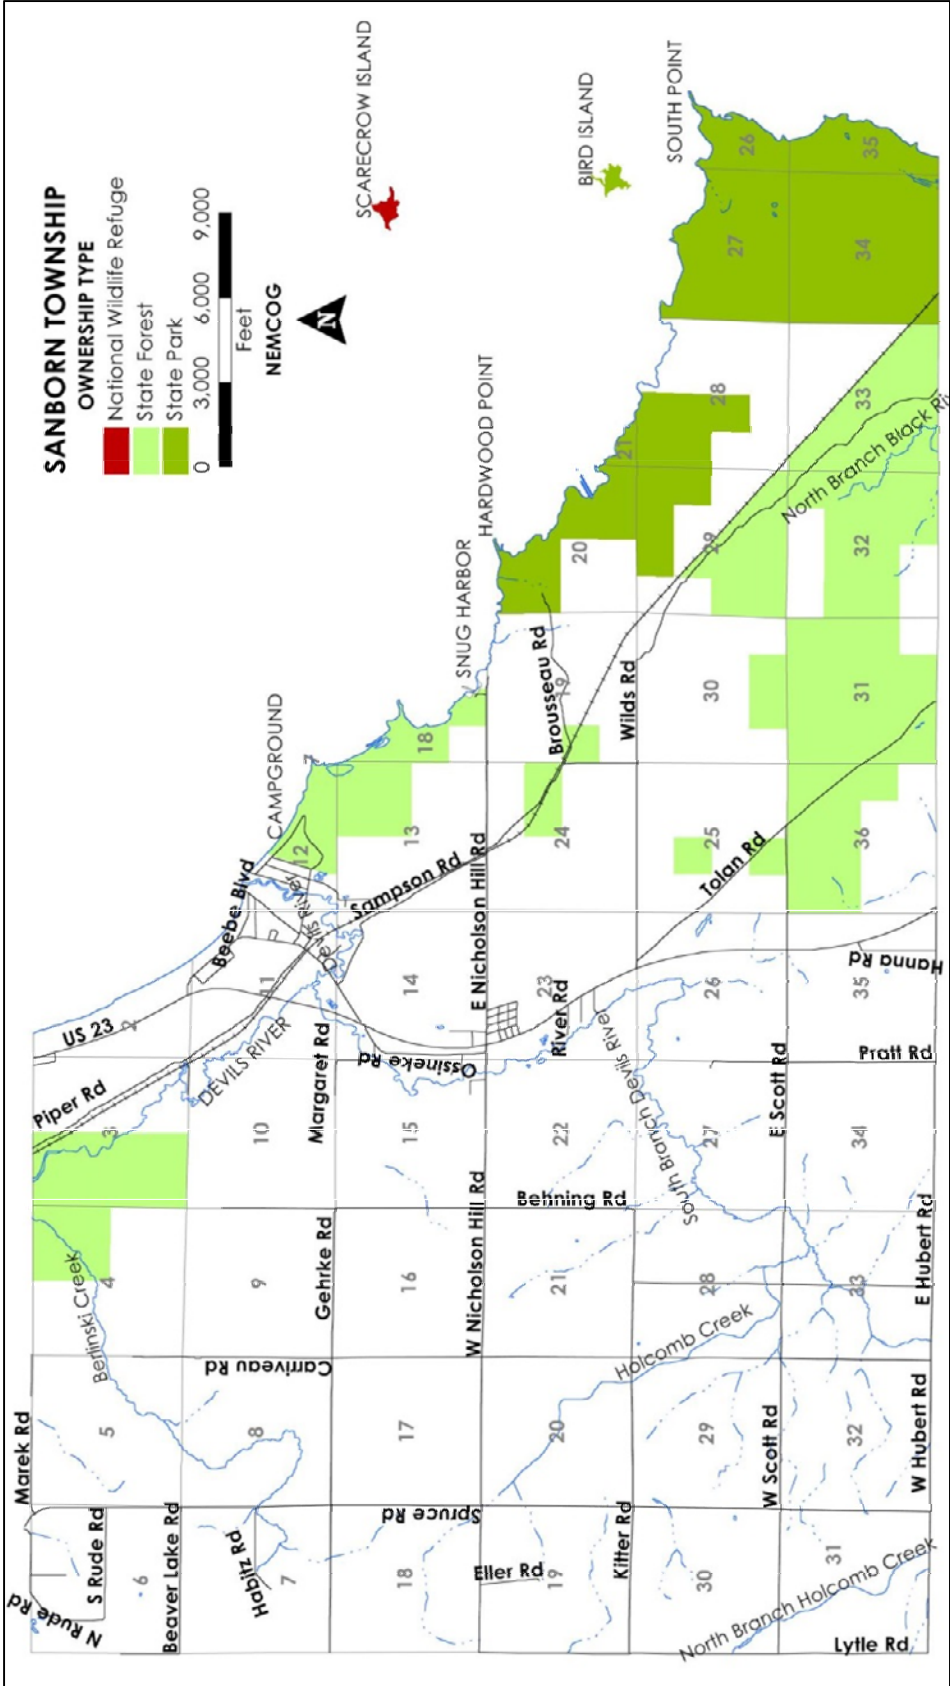 SANBORN TOWNSHIP
OWNERSHIP TYPE
National Wildlife Refuge
State Forest
State Park
0 3,000 6,000 9,000
Feet
NEMCOG
N
SCARECROW ISLAND
BIRD ISLAND
SOUTH POINT
HARDWOOD POINT
SNUG HARBOR
CAMPGROUND
N Rude Rd
Marek Rd
S Rude Rd
Beaver Lake Rd
Habitz Rd
Berlinski Creek
Piper Rd
US 23
DEVILS RIVER
Beebe Blvd
Devils River
Sampson Rd
Carriveau Rd
Gehrke Rd
Margaret Rd
Ossineke Rd
Spruce Rd
W Nicholson Hill Rd
E Nicholson Hill Rd
Brousseau Rd
Wilds Rd
Eller Rd
Behning Rd
River Rd
Kitter Rd
Holcomb Creek
South Branch Devils River
Tolan Rd
North Branch Black Ri
W Scott Rd
E Scott Rd
Pratt Rd
Hanna Rd
North Branch Holcomb Creek
Lytle Rd
W Hubert Rd
E Hubert Rd
6
5
4
3
2
7
8
9
10
11
12
7
18
17
16
15
14
13
18
19
20
21
22
23
24
19
20
21
30
29
28
27
26
25
30
29
28
27
26
31
32
33
34
35
36
31
32
33
34
35